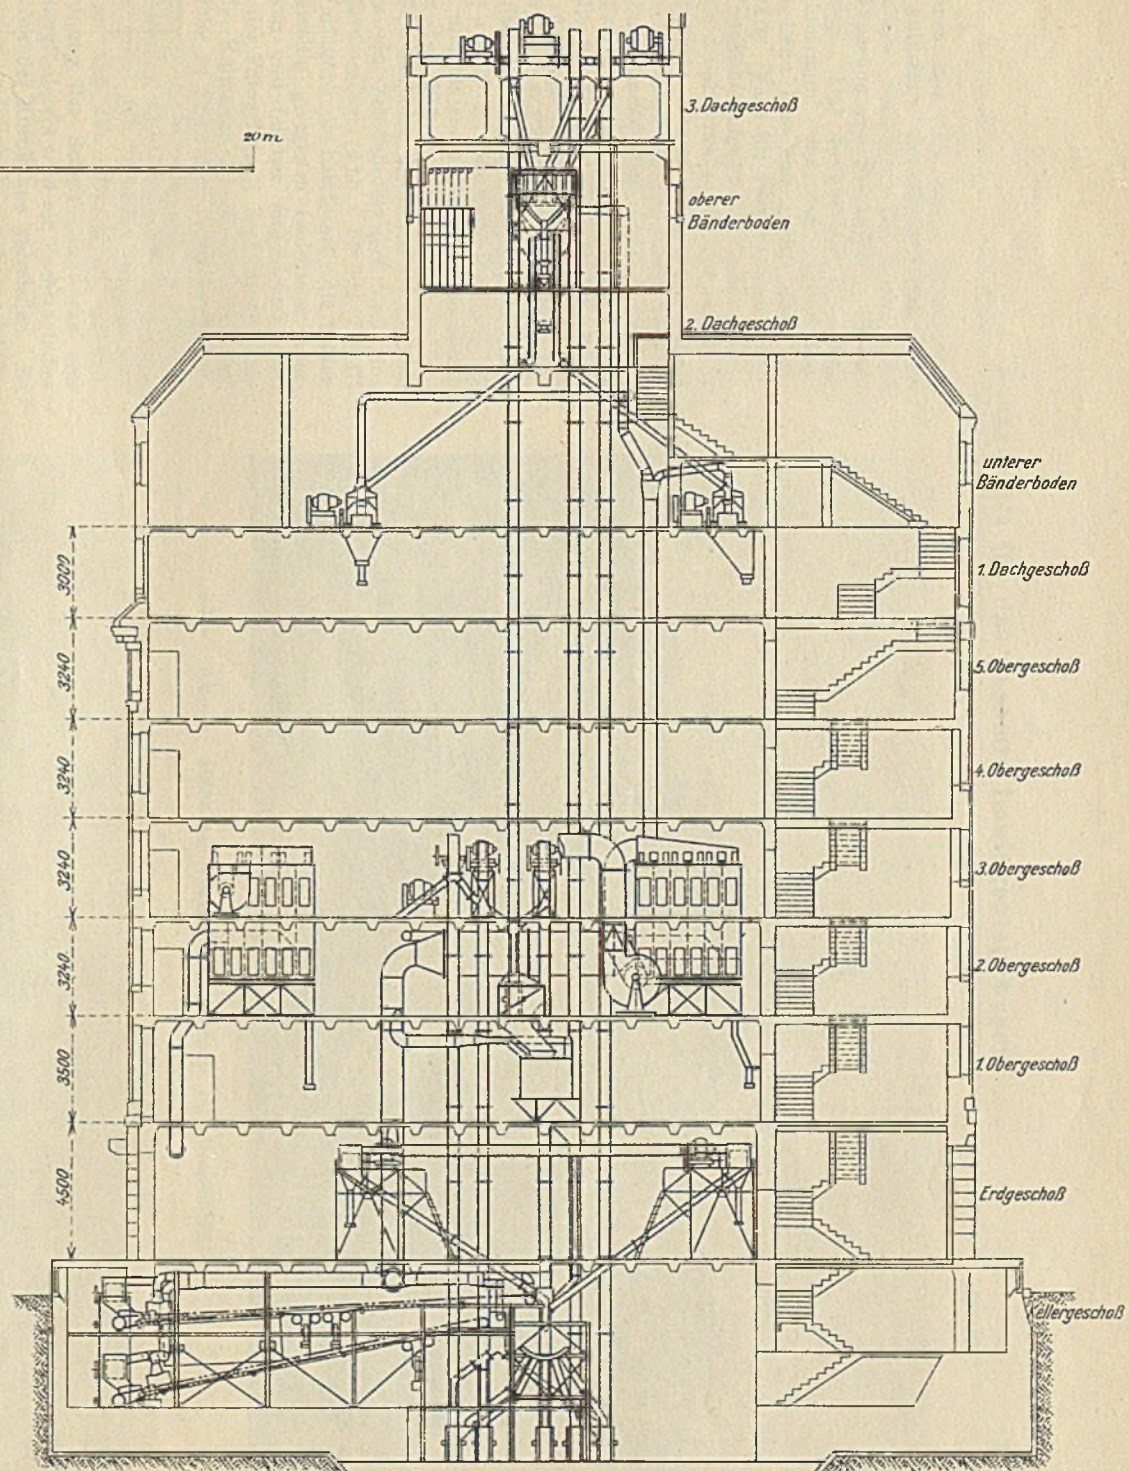 3. Dachgeschoß
20 m
oberer
Bänderboden
2. Dachgeschoß
unterer
Bänderboden
3000
1. Dachgeschoß
3240
5. Obergeschoß
3240
4. Obergeschoß
3240
3. Obergeschoß
3240
2. Obergeschoß
3500
1. Obergeschoß
4500
Erdgeschoß
Kellergeschoß